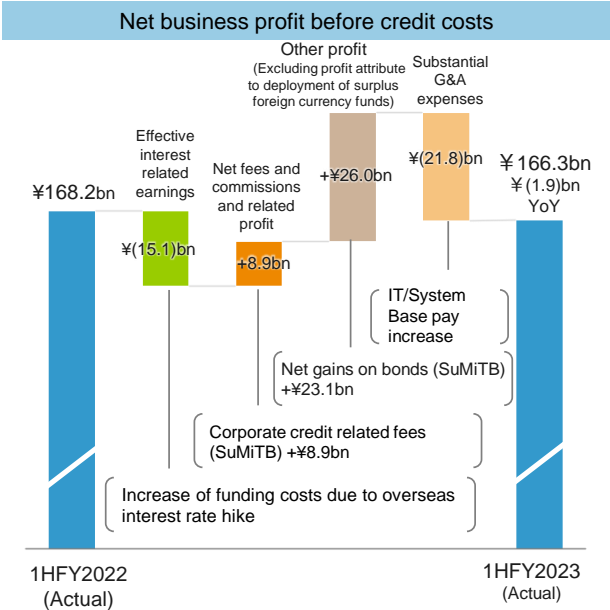 Net business profit before credit costs
Other profit
(Excluding profit attribute
to deployment of surplus
foreign currency funds)
Substantial
G&A
expenses
Effective
interest
related
earnings
Net fees and
commissions
and related
profit
¥168.2bn
¥(15.1)bn
+8.9bn
+¥26.0bn
¥(21.8)bn
¥166.3bn
¥(1.9)bn
YoY
IT/System
Base pay
increase
Net gains on bonds (SuMiTB)
+¥23.1bn
Corporate credit related fees
(SuMiTB) +¥8.9bn
Increase of funding costs due to overseas
interest rate hike
1HFY2022
(Actual)
1HFY2023
(Actual)